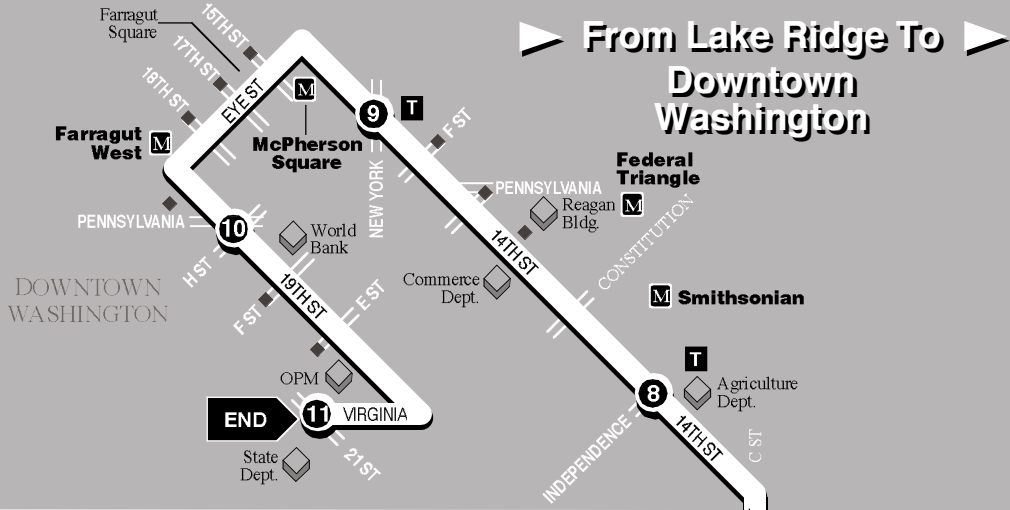 From Lake Ridge To
Downtown
Washington
Farragut
Square
15TH ST
17TH ST
18TH ST
EYE ST
M
McPherson
Square
Farragut
West
M
9
T
F ST
NEW YORK
PENNSYLVANIA
Federal
Triangle
M
Reagan
Bldg.
CONSTITUTION
14TH ST
Commerce
Dept.
M
Smithsonian
PENNSYLVANIA
10
H ST
World
Bank
DOWNTOWN
WASHINGTON
19TH ST
F ST
E ST
OPM
END
11
VIRGINIA
State
Dept.
21 ST
T
8
Agriculture
Dept.
14TH ST
C ST
INDEPENDENCE